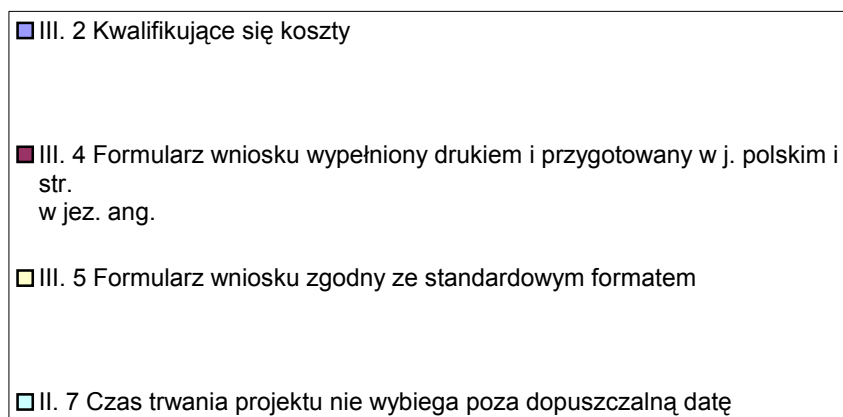 III. 2 Kwalifikujące się koszty
III. 4 Formularz wniosku wypełniony drukiem i przygotowany w j. polskim i
str.
w jez. ang.
III. 5 Formularz wniosku zgodny ze standardowym formatem
II. 7 Czas trwania projektu nie wybiega poza dopuszczalną datę